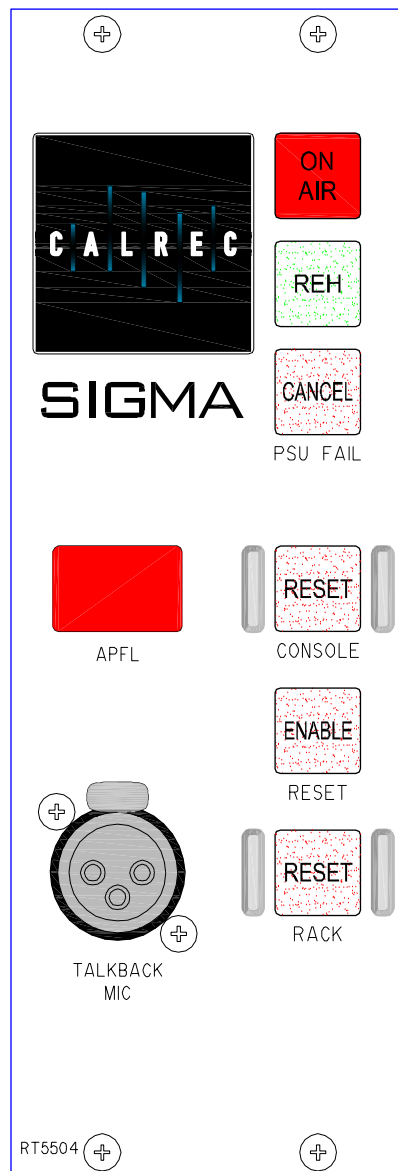 CALREC
ON
AIR
REH
CANCEL
PSU FAIL
SIGMA
APFL
RESET
CONSOLE
ENABLE
RESET
RESET
RACK
TALKBACK
MIC
RT5504